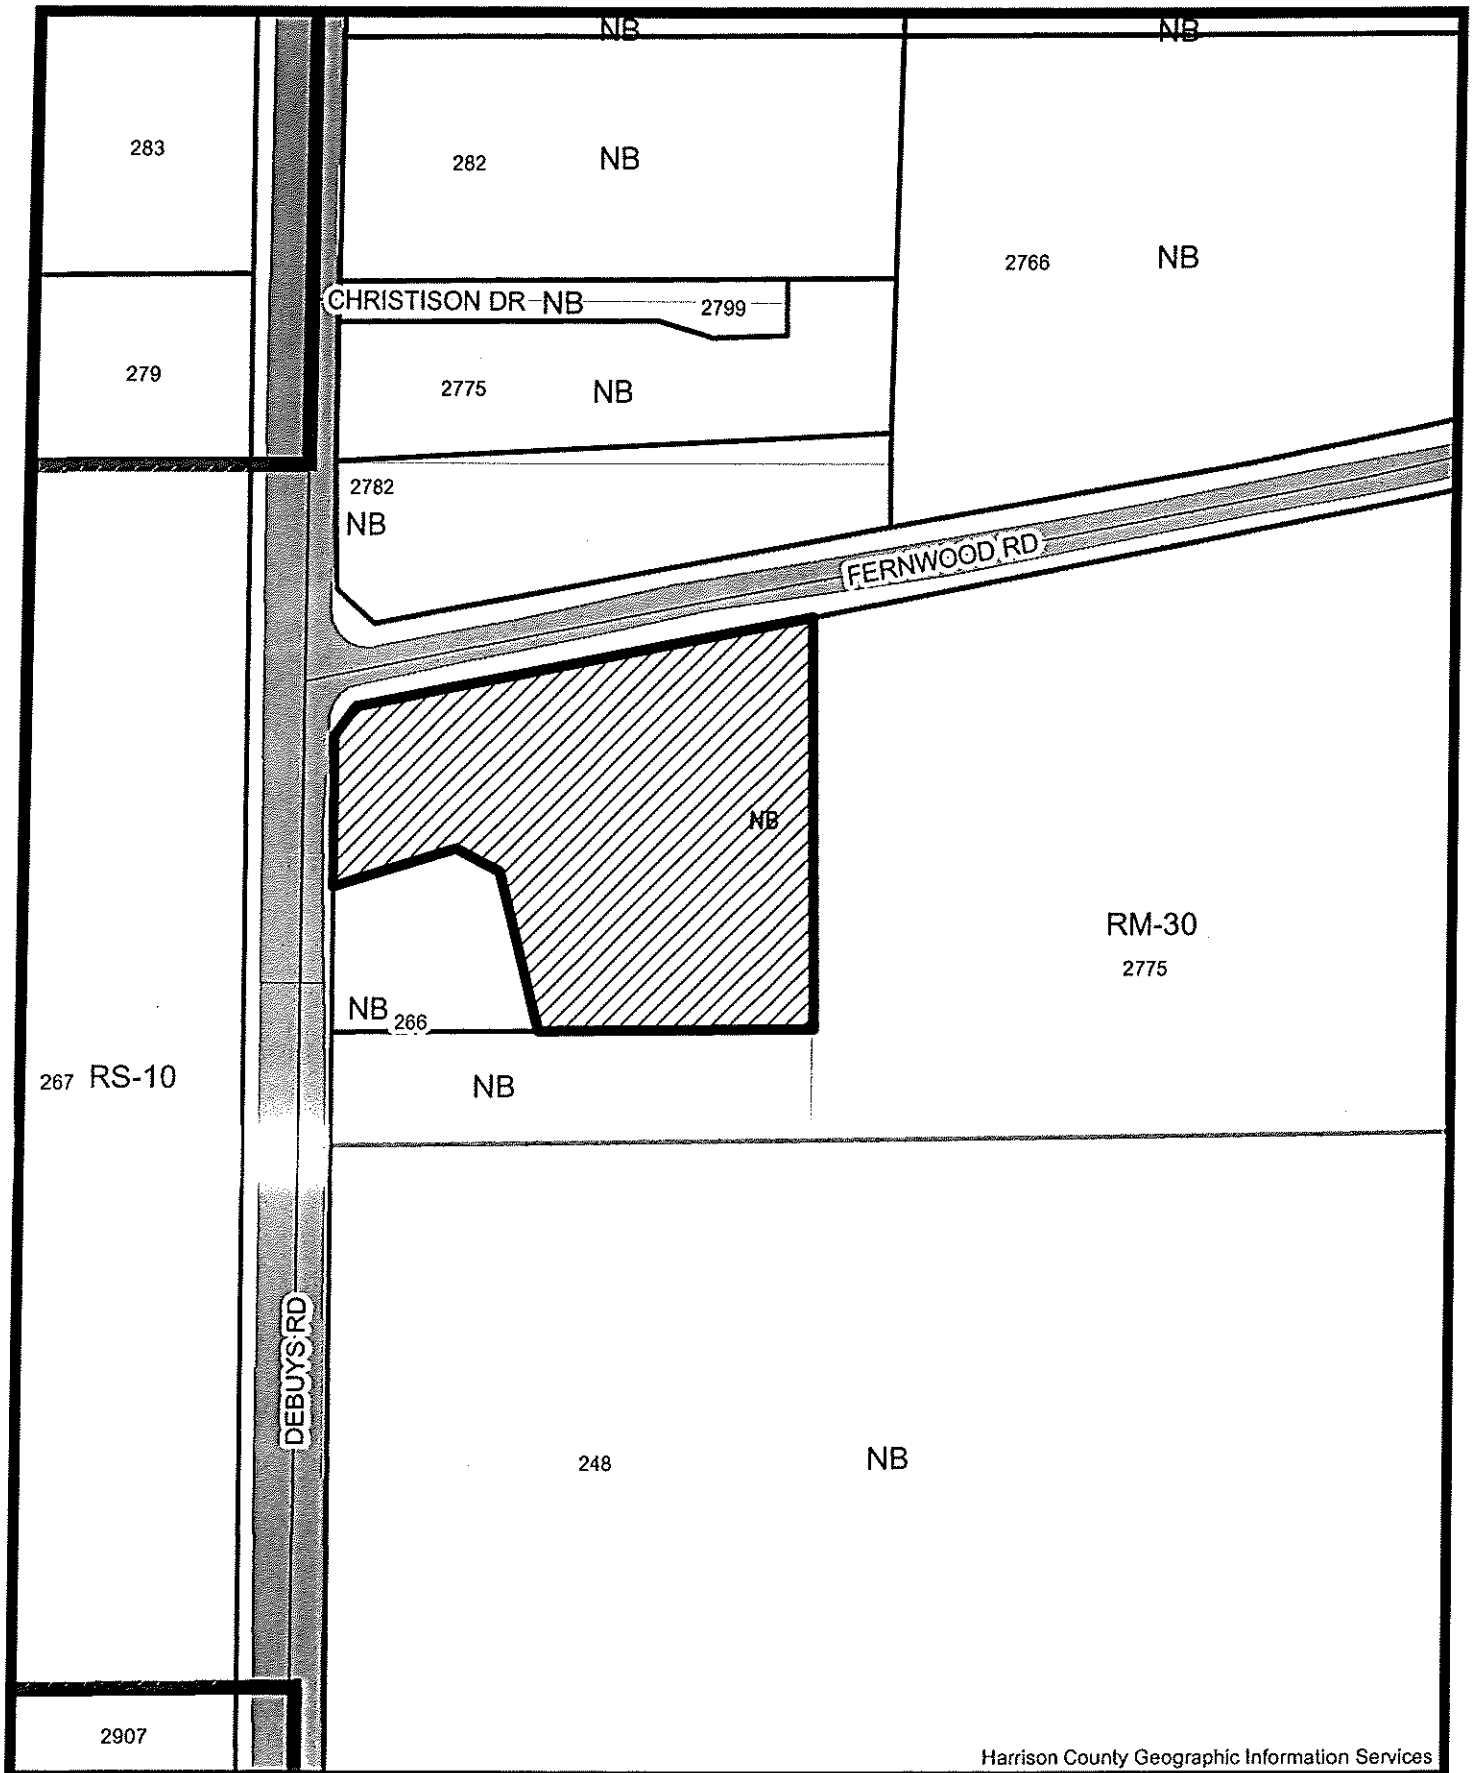 NB
NB
283
282
NB
2766
NB
CHRISTISON DR
NB
2799
279
2775
NB
2782
NB
FERNWOOD RD
NB
RM-30
2775
NB
266
267
RS-10
NB
DEBUYS RD
248
NB
2907
Harrison County Geographic Information Services